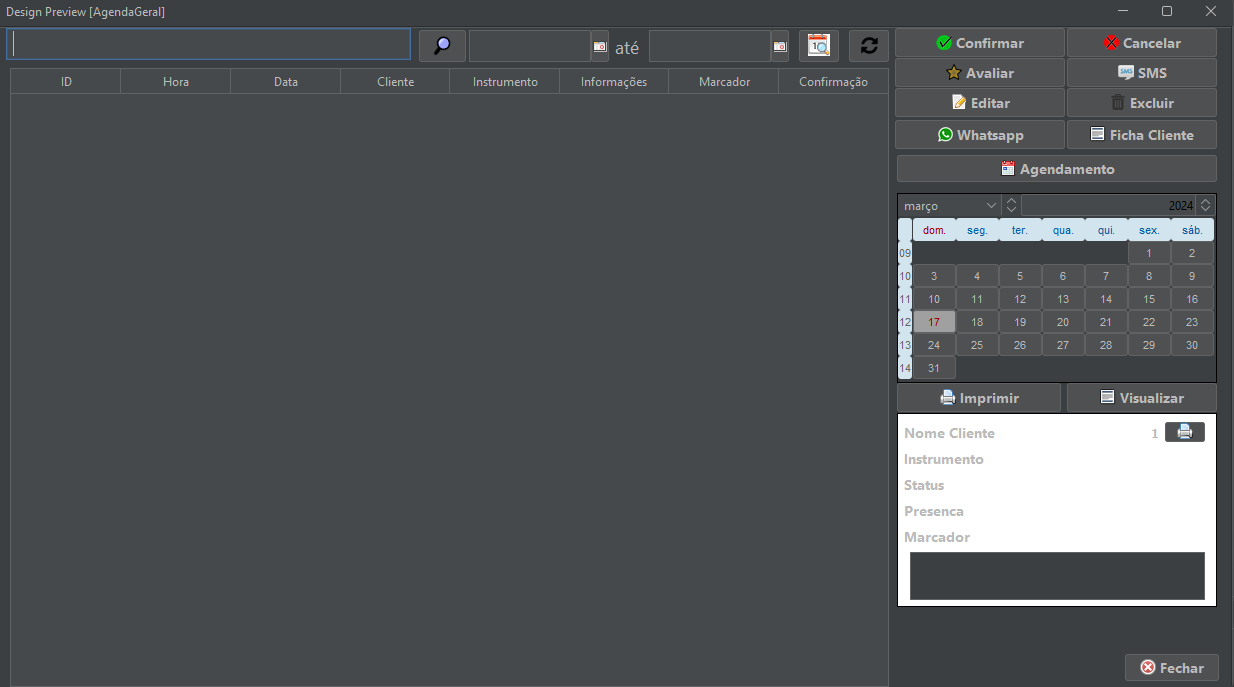 Design Preview [AgendaGeral]
até
Confirmar Cancelar
Avaliar SMS SMS
Editar Excluir
Whatsapp Ficha Cliente
Agendamento
ID Hora Data Cliente Instrumento Informações Marcador Confirmação
março 2024
dom. seg. ter. qua. qui. sex. sáb.
09 1 2
10 3 4 5 6 7 8 9
11 10 11 12 13 14 15 16
12 17 18 19 20 21 22 23
13 24 25 26 27 28 29 30
14 31
Imprimir Visualizar
Nome Cliente 1
Instrumento
Status
Presenca
Marcador
Fechar